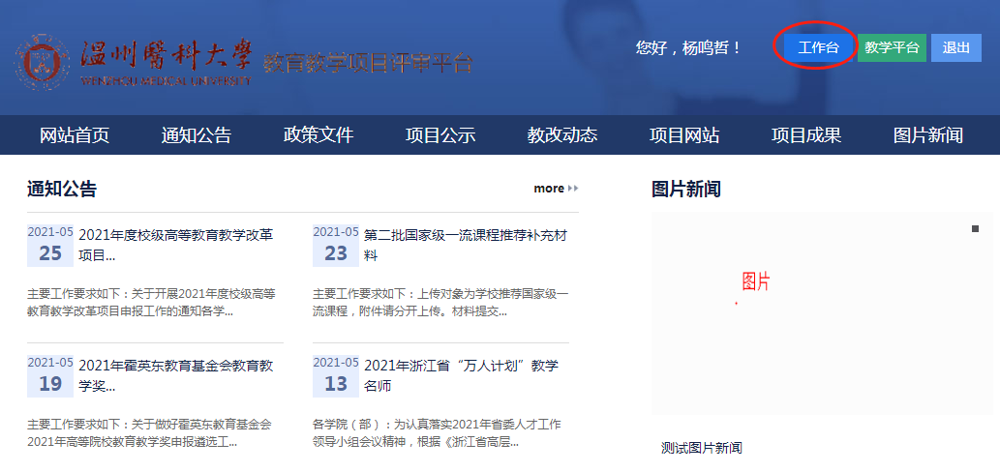 温州醫科大學
WENZHOU MEDICAL UNIVERSITY
教育教学项目评审平台
您好，杨鸣哲！
工作台
教学平台
退出
网站首页
通知公告
政策文件
项目公示
教改动态
项目网站
项目成果
图片新闻
通知公告
more
2021-05
25
2021年度校级高等教育教学改革
项目...
主要工作要求如下：关于开展2021年度校级高等
教育教学改革项目申报工作的通知各学...
2021-05
23
第二批国家级一流课程推荐补充材
料
主要工作要求如下：上传对象为学校推荐国家级一
流课程，附件请分开上传。材料提交...
2021-05
19
2021年霍英东教育基金会教育教
学奖...
主要工作要求如下：关于做好霍英东教育基金会
2021年高等院校教育教学奖申报遴选工...
2021-05
13
2021年浙江省“万人计划”教学
名师
各学院（部）：为认真落实2021年省委人才工作
领导小组会议精神，根据《浙江省高层...
图片新闻
图片
测试图片新闻